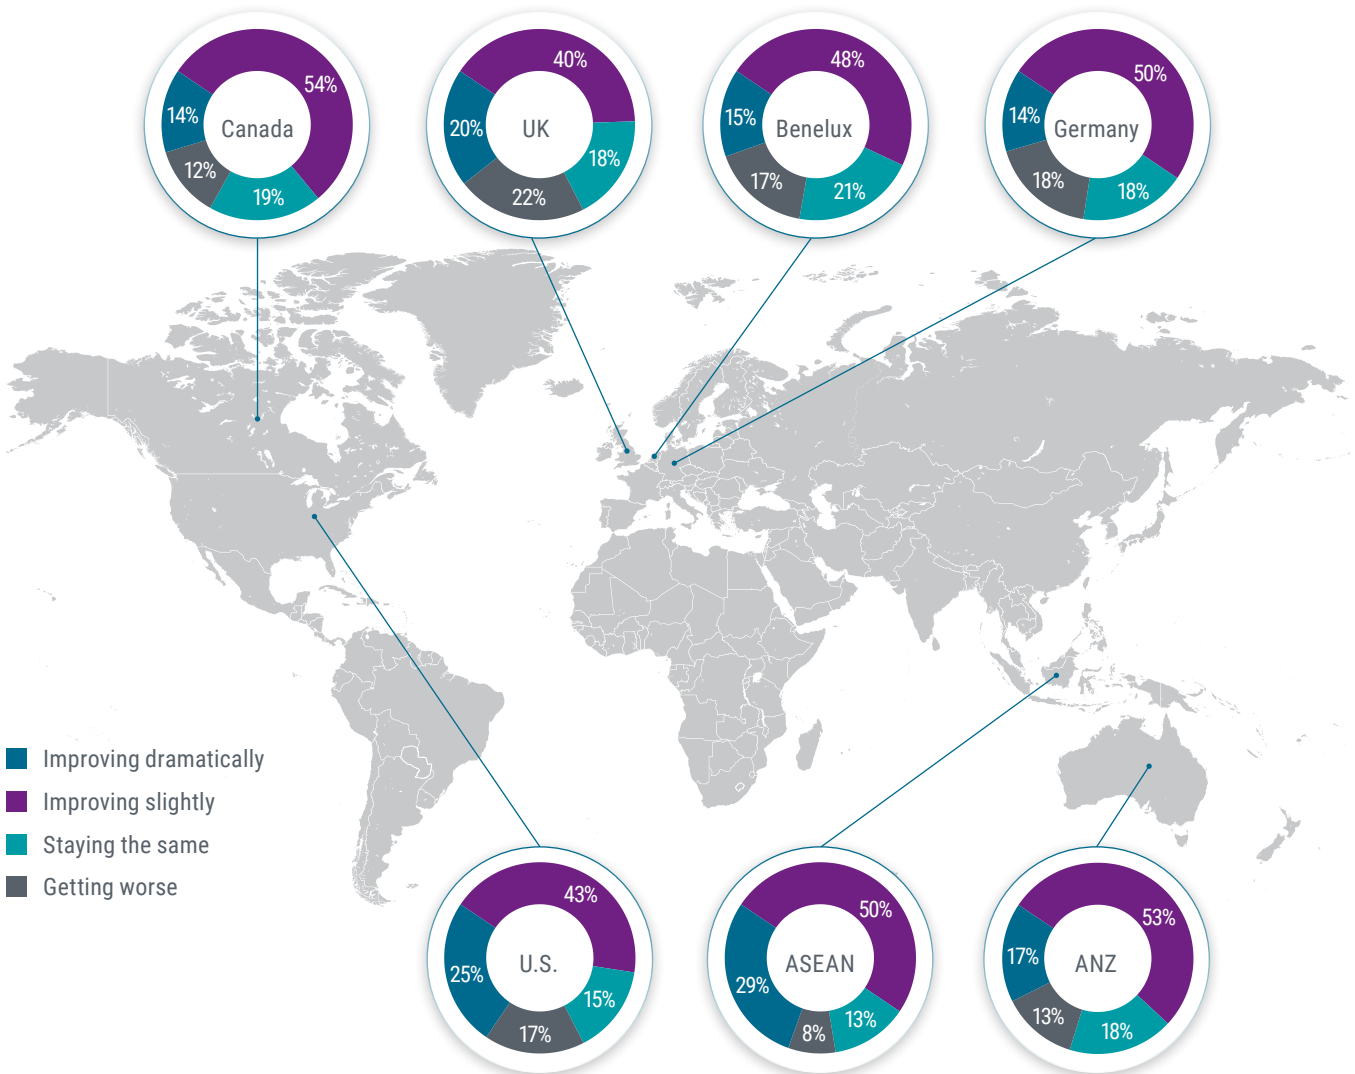 54%
14%
Canada
12%
19%
40%
20%
UK
18%
22%
48%
15%
Benelux
17%
21%
50%
14%
Germany
18%
18%
Improving dramatically
Improving slightly
Staying the same
Getting worse
43%
25%
U.S.
15%
17%
50%
29%
ASEAN
13%
8%
53%
17%
ANZ
13%
18%